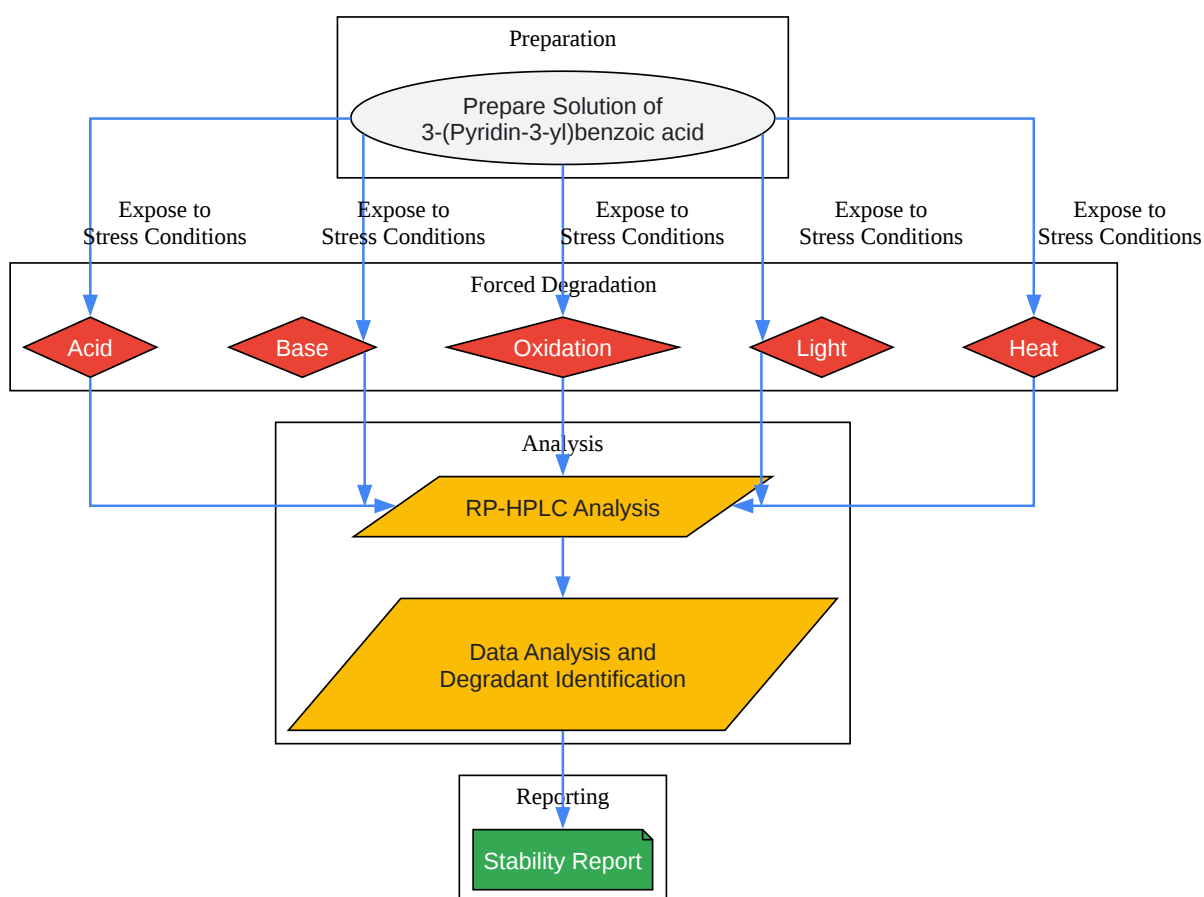 Preparation
Prepare Solution of
3-(Pyridin-3-yl)benzoic acid
Expose to
Stress Conditions
Expose to
Stress Conditions
Expose to
Stress Conditions
Expose to
Stress Conditions
Expose to
Stress Conditions
Forced Degradation
Acid
Base
Oxidation
Light
Heat
Analysis
RP-HPLC Analysis
Data Analysis and
Degradant Identification
Reporting
Stability Report